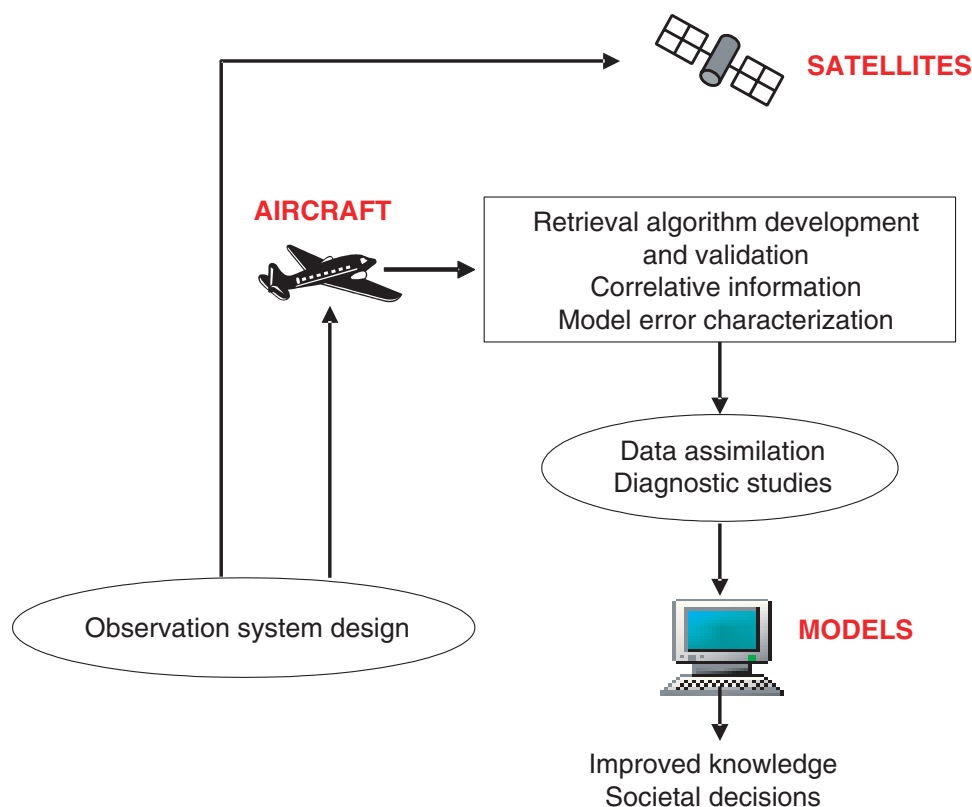 SATELLITES
AIRCRAFT
Retrieval algorithm development
and validation
Correlative information
Model error characterization
Data assimilation
Diagnostic studies
Observation system design
MODELS
Improved knowledge
Societal decisions